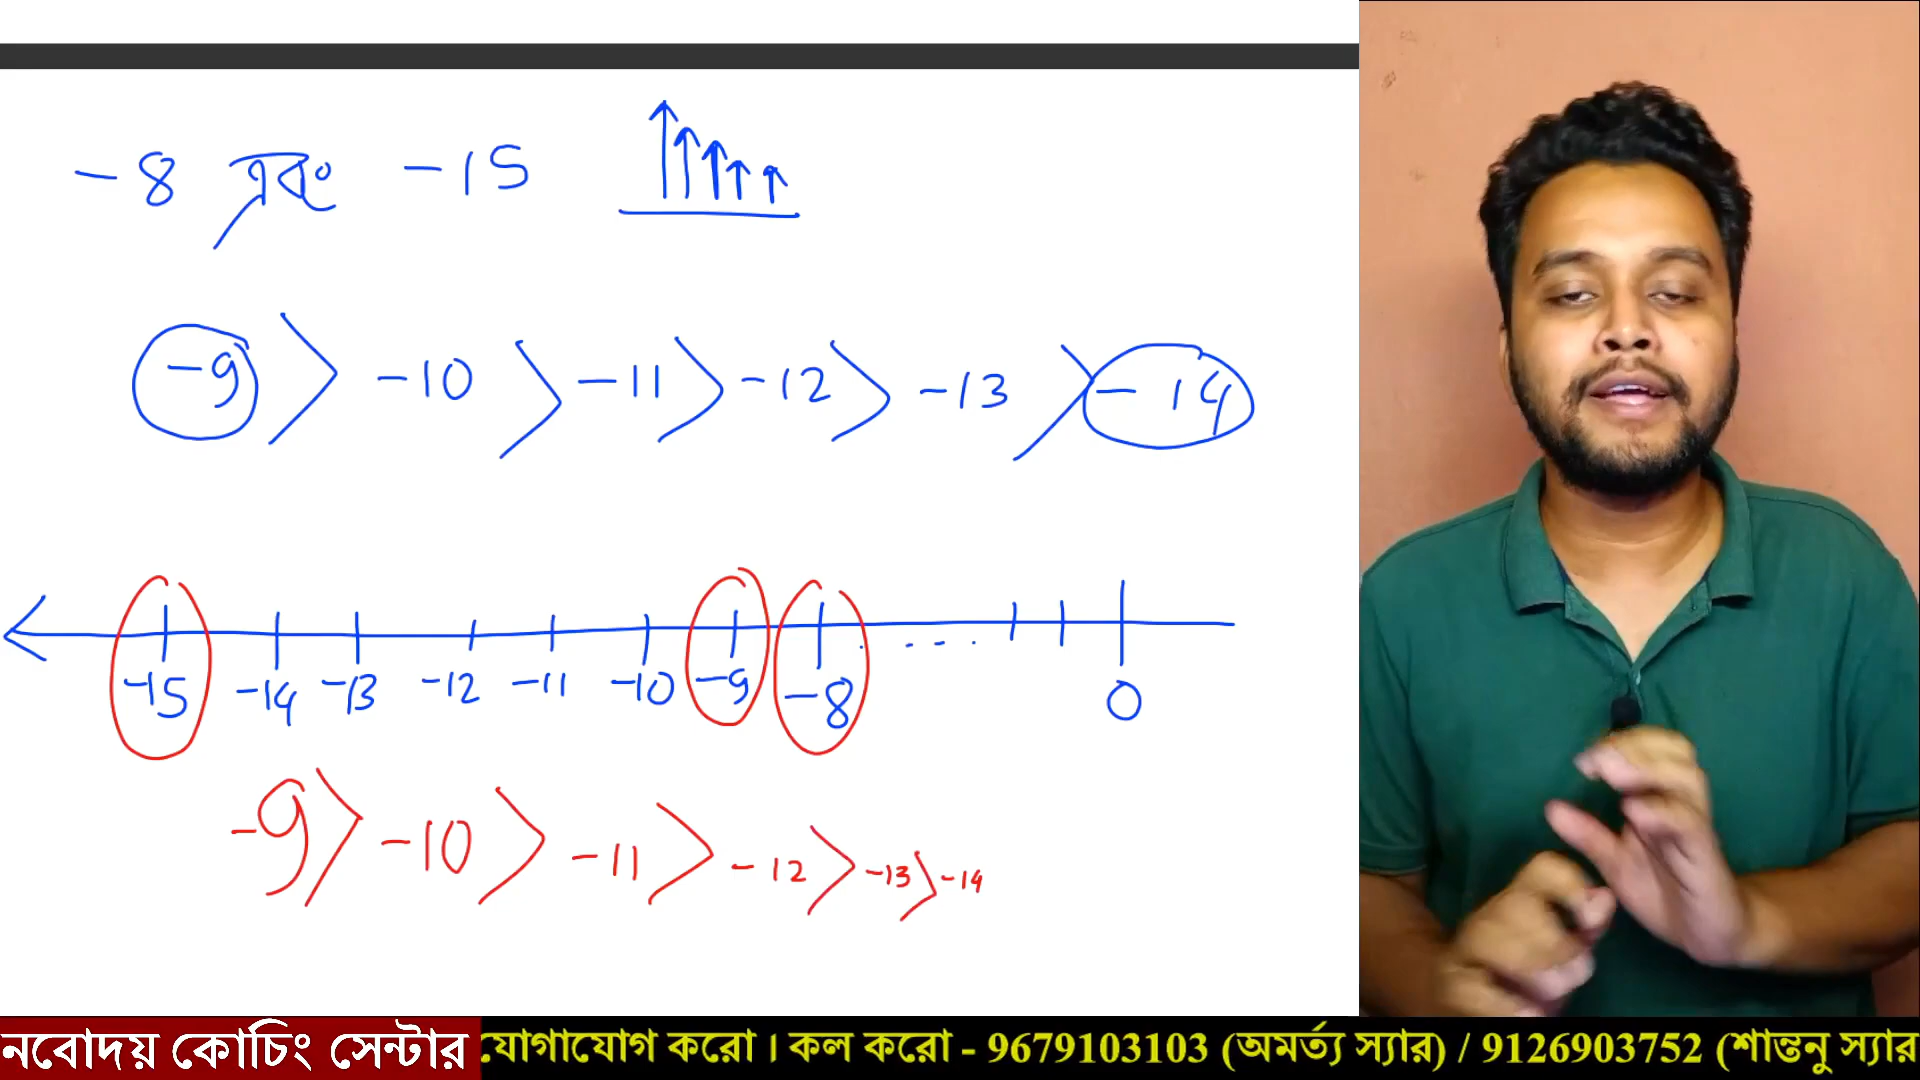 -8 এবং -15
-9 > -10 > -11 > -12 > -13 > -14
-15 -14 -13 -12 -11 -10 -9 -8 ..... 0
-9 > -10 > -11 > -12 > -13 > -14
নবোদয় কোচিং সেন্টার যোগাযোগ করো । কল করো - 9679103103 (অমর্ত্য স্যার) / 9126903752 (শান্তনু স্যার